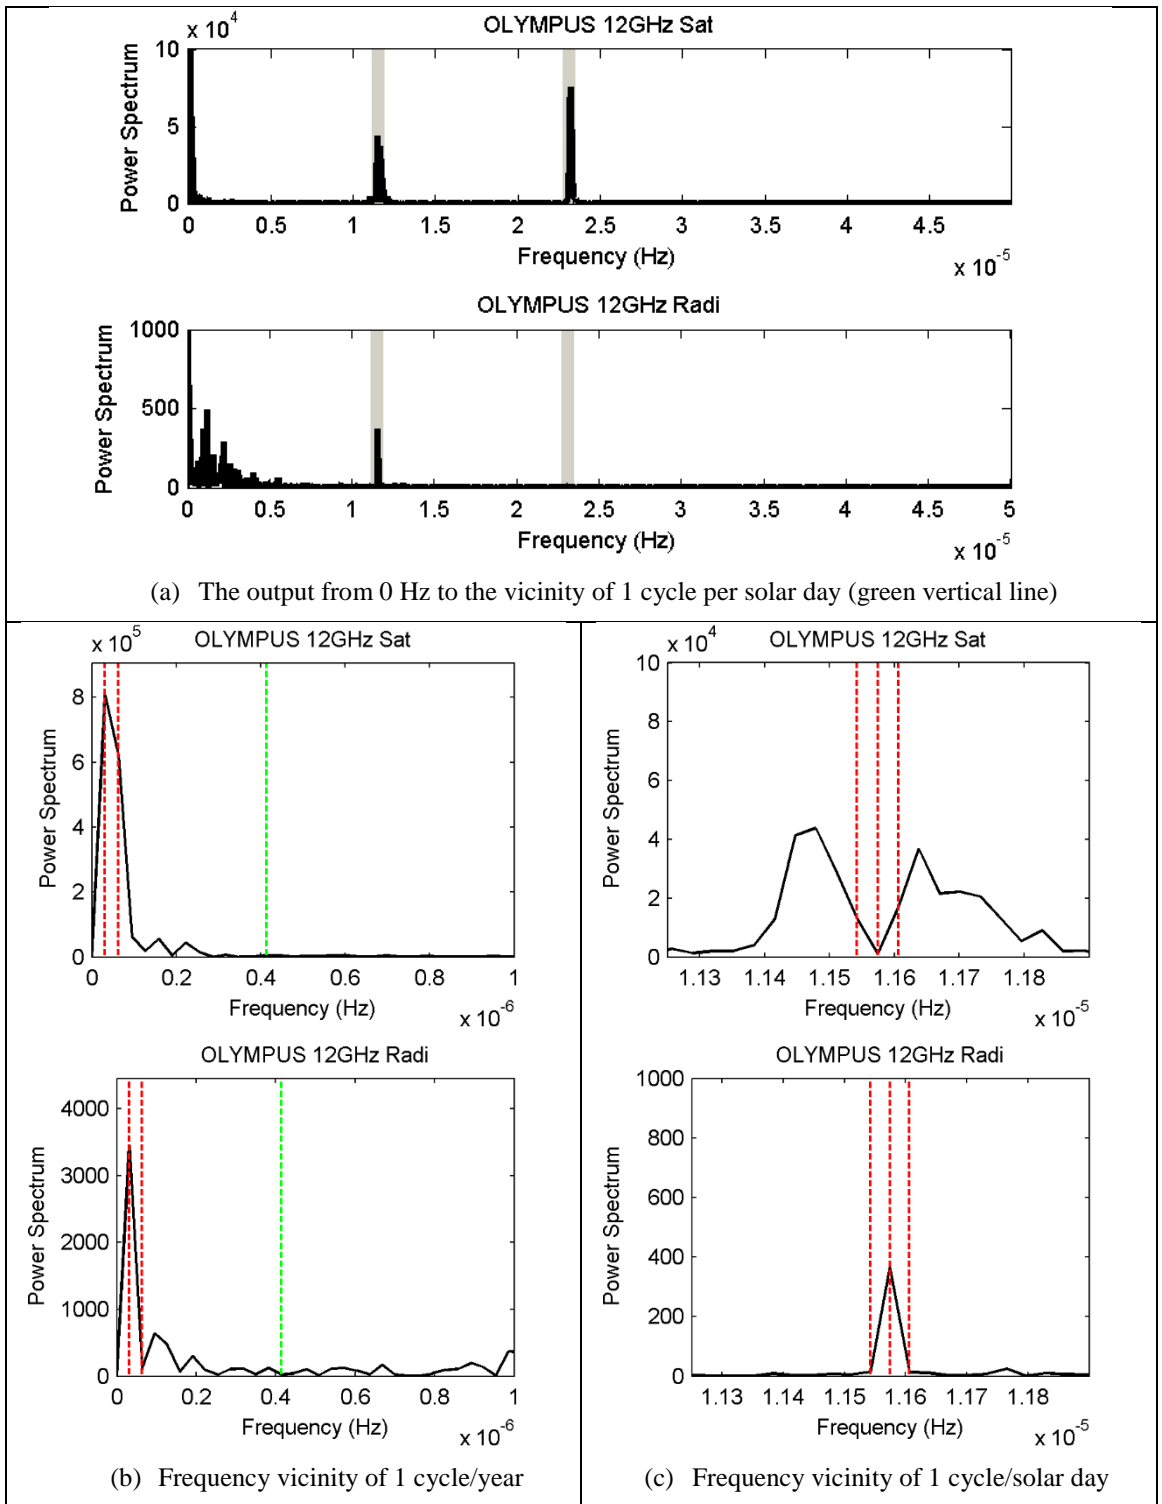 OLYMPUS 12GHz Sat
x 10^4
10
5
0
Power Spectrum
0 0.5 1 1.5 2 2.5 3 3.5 4 4.5
Frequency (Hz)
x 10^-5
OLYMPUS 12GHz Radi
1000
500
0
Power Spectrum
0 0.5 1 1.5 2 2.5 3 3.5 4 4.5 5
Frequency (Hz)
x 10^-5
(a) The output from 0 Hz to the vicinity of 1 cycle per solar day (green vertical line)
x 10^5
OLYMPUS 12GHz Sat
8
6
4
2
0
Power Spectrum
0 0.2 0.4 0.6 0.8 1
Frequency (Hz)
x 10^-6
OLYMPUS 12GHz Radi
4000
3000
2000
1000
0
Power Spectrum
0 0.2 0.4 0.6 0.8 1
Frequency (Hz)
x 10^-6
(b) Frequency vicinity of 1 cycle/year
x 10^4
OLYMPUS 12GHz Sat
10
8
6
4
2
0
Power Spectrum
1.13 1.14 1.15 1.16 1.17 1.18
Frequency (Hz)
x 10^-5
OLYMPUS 12GHz Radi
1000
800
600
400
200
0
Power Spectrum
1.13 1.14 1.15 1.16 1.17 1.18
Frequency (Hz)
x 10^-5
(c) Frequency vicinity of 1 cycle/solar day